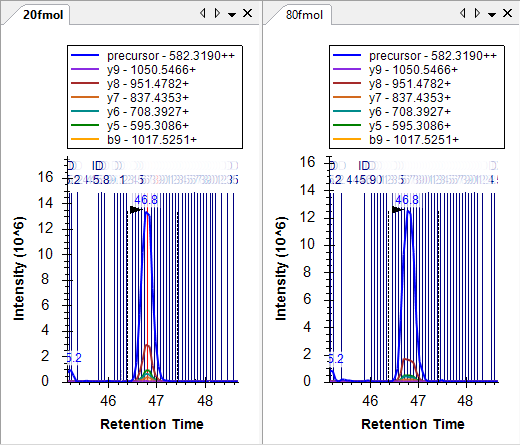 20fmol
precursor - 582.3190++
y9 - 1050.5466+
y8 - 951.4782+
y7 - 837.4353+
y6 - 708.3927+
y5 - 595.3086+
b9 - 1017.5251+
ID
16
14
12
10
8
6
4
2
0
Intensity (10^6)
46.8
5.2
46 47 48
Retention Time
80fmol
precursor - 582.3190++
y9 - 1050.5466+
y8 - 951.4782+
y7 - 837.4353+
y6 - 708.3927+
y5 - 595.3086+
b9 - 1017.5251+
ID
16
14
12
10
8
6
4
2
0
Intensity (10^6)
46.8
5.2
46 47 48
Retention Time